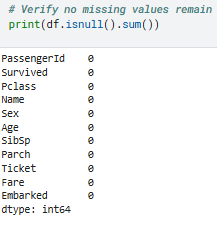 # Verify no missing values remain
print(df.isnull().sum())
PassengerId    0
Survived       0
Pclass         0
Name           0
Sex            0
Age            0
SibSp          0
Parch          0
Ticket         0
Fare           0
Embarked       0
dtype: int64